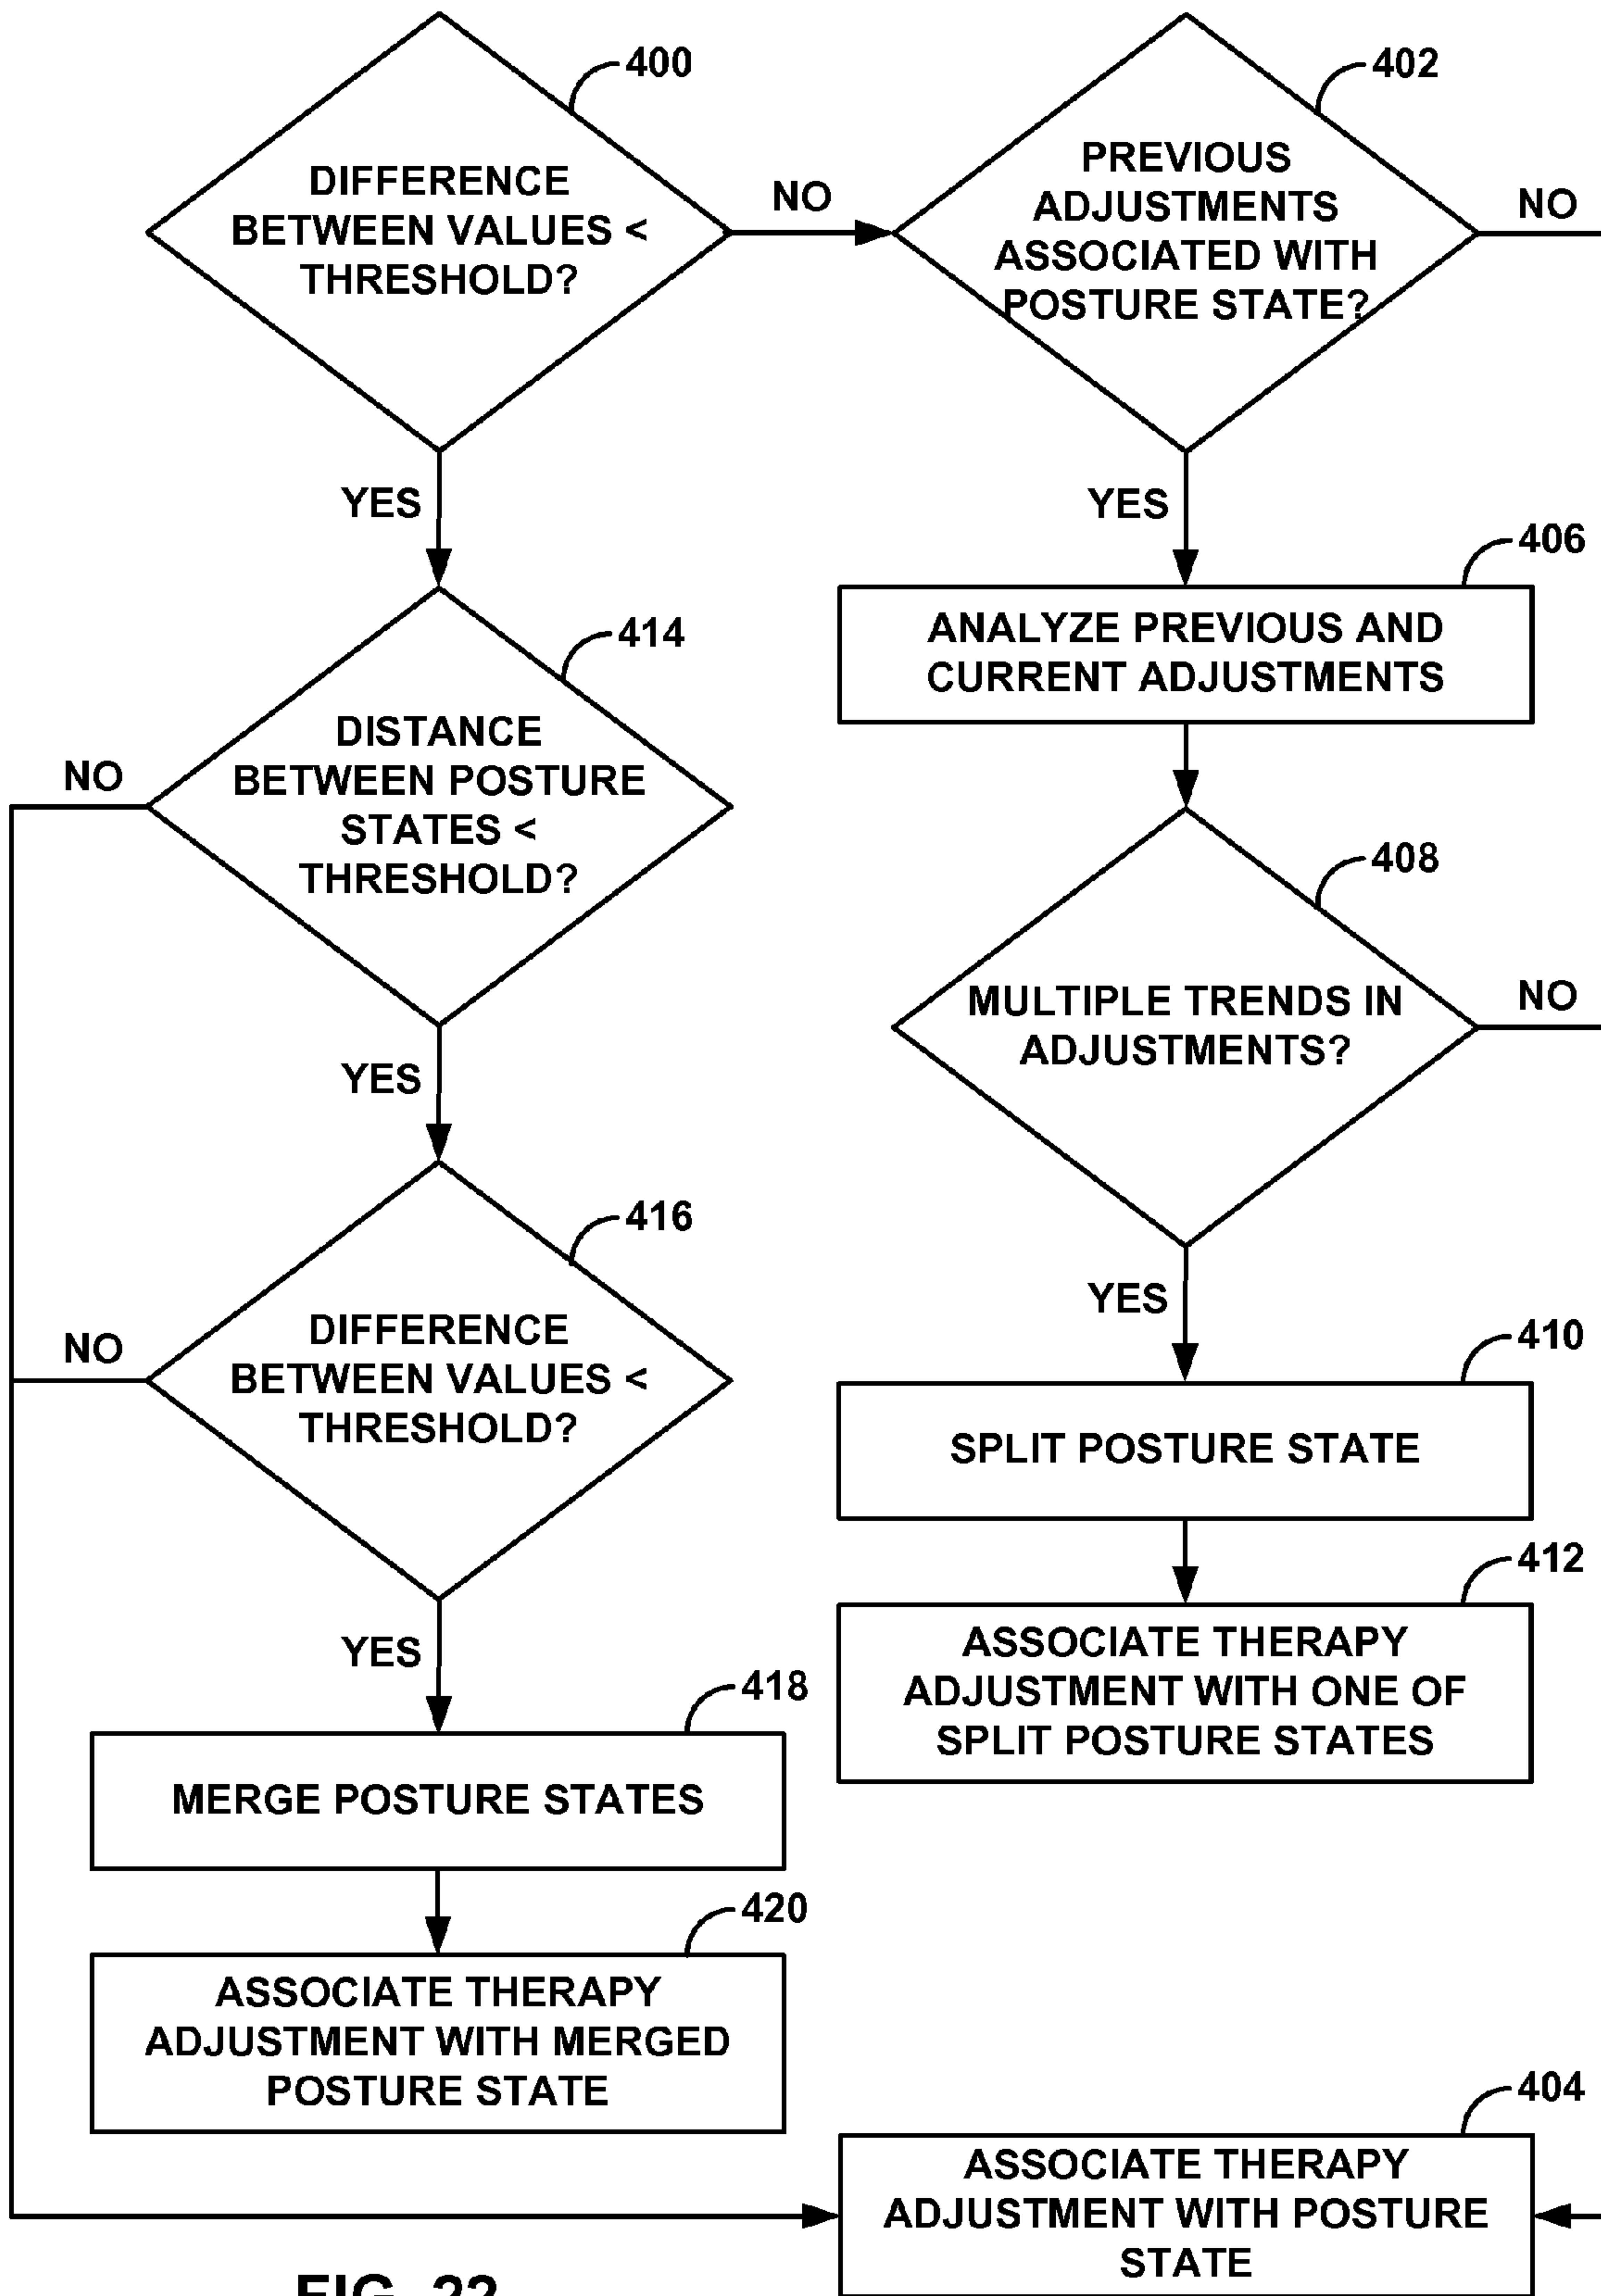 400
DIFFERENCE
BETWEEN VALUES <
THRESHOLD?
NO
402
PREVIOUS
ADJUSTMENTS
ASSOCIATED WITH
POSTURE STATE?
NO
YES
YES
406
ANALYZE PREVIOUS AND
CURRENT ADJUSTMENTS
414
DISTANCE
BETWEEN POSTURE
STATES <
THRESHOLD?
NO
YES
408
MULTIPLE TRENDS IN
ADJUSTMENTS?
NO
YES
416
DIFFERENCE
BETWEEN VALUES <
THRESHOLD?
NO
YES
410
SPLIT POSTURE STATE
412
ASSOCIATE THERAPY
ADJUSTMENT WITH ONE OF
SPLIT POSTURE STATES
418
MERGE POSTURE STATES
420
ASSOCIATE THERAPY
ADJUSTMENT WITH MERGED
POSTURE STATE
404
ASSOCIATE THERAPY
ADJUSTMENT WITH POSTURE
STATE
FIG. 22